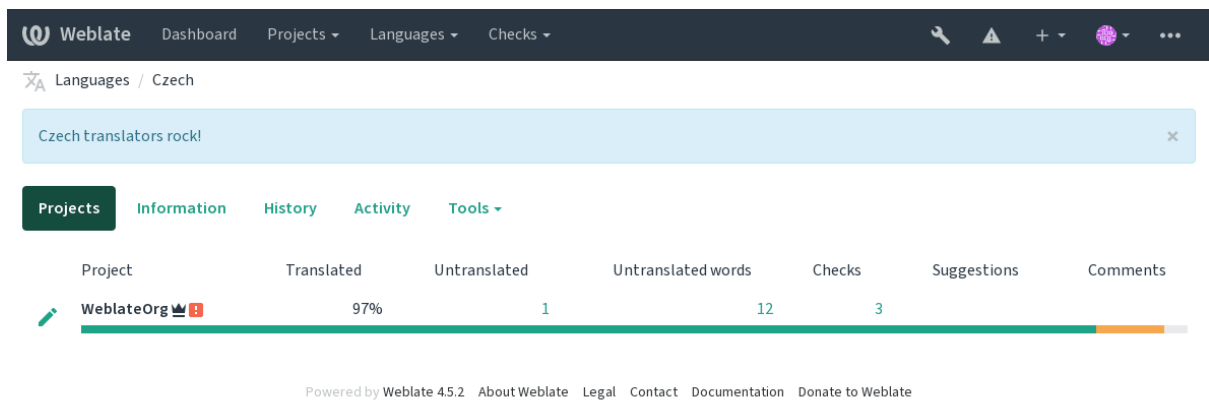 Weblate Dashboard Projects Languages Checks
Languages / Czech
Czech translators rock! ×
Projects Information History Activity Tools
Project Translated Untranslated Untranslated words Checks Suggestions Comments
WeblateOrg 97% 1 12 3
Powered by Weblate 4.5.2 About Weblate Legal Contact Documentation Donate to Weblate